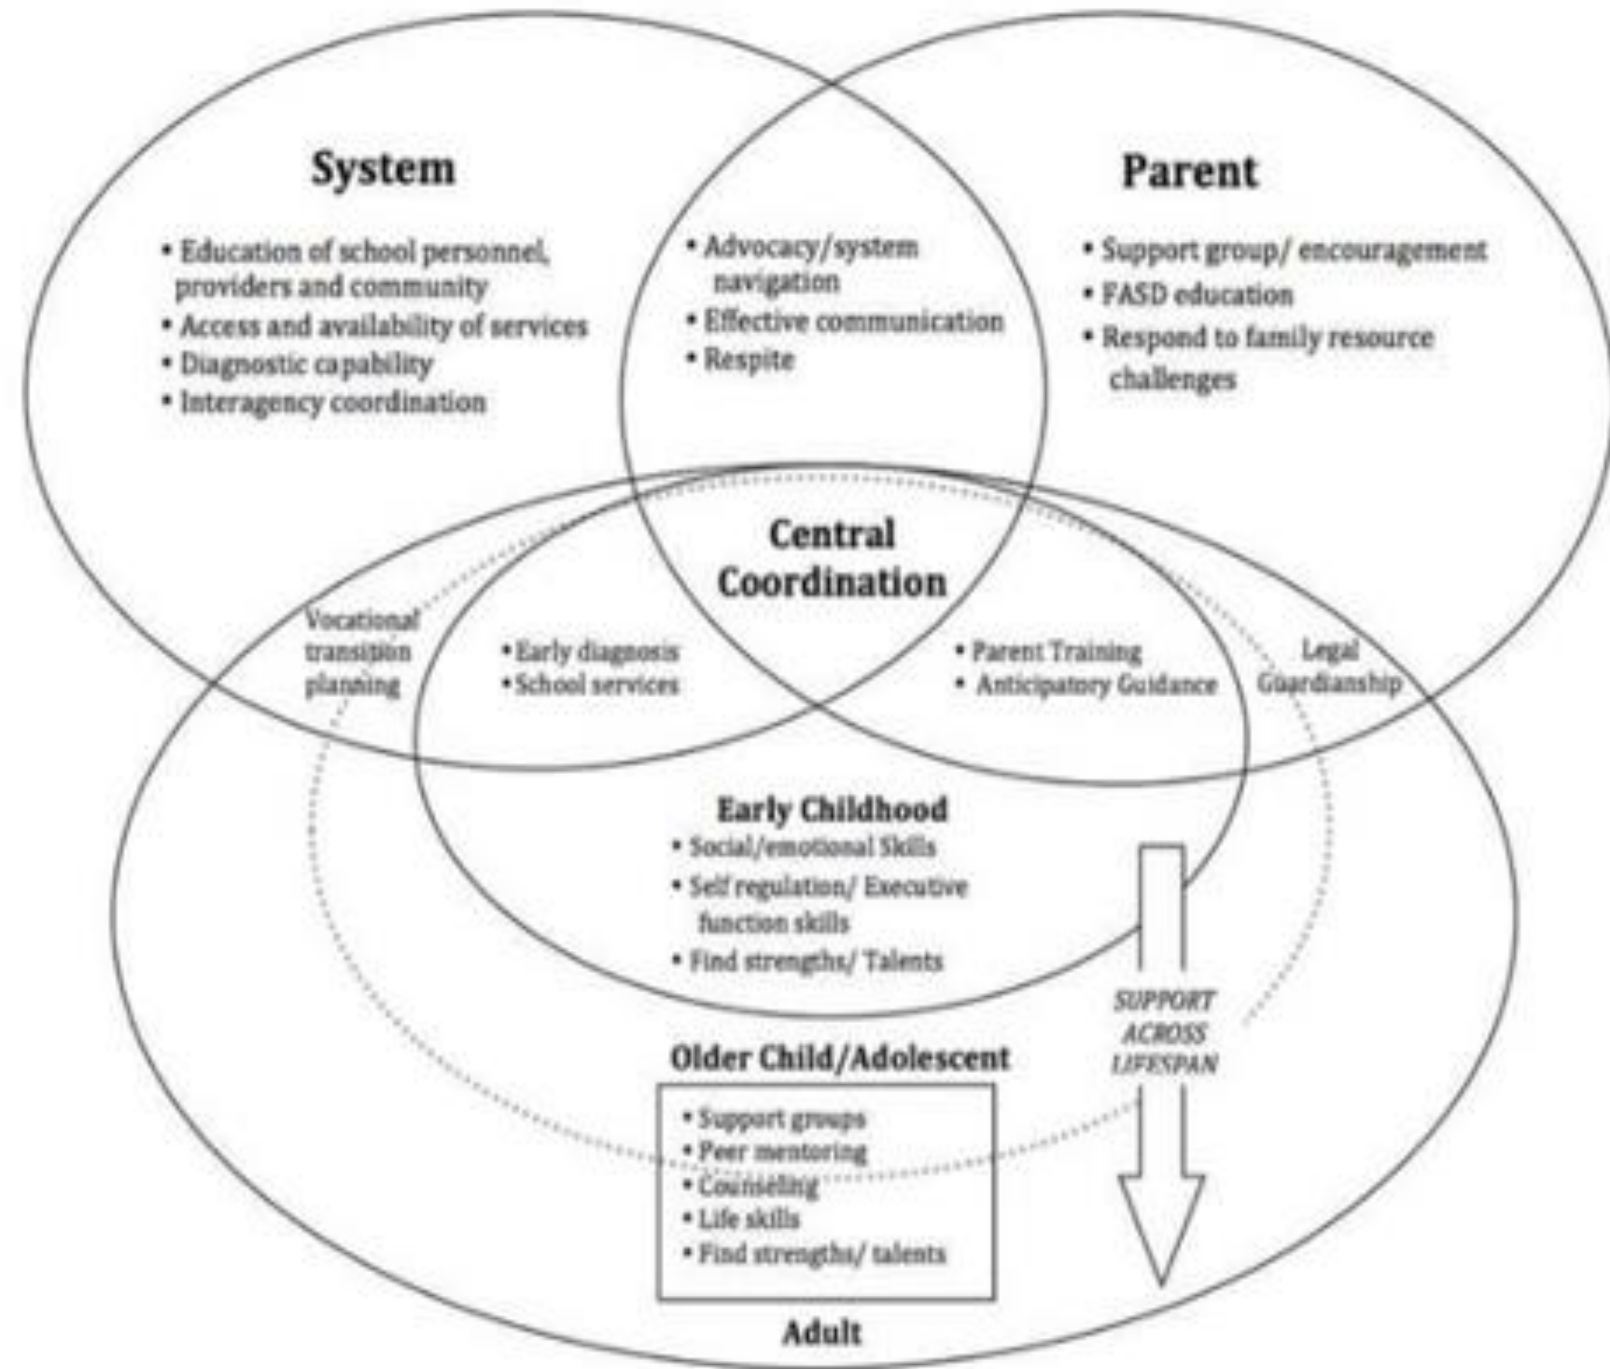 System
• Education of school personnel,
providers and community
• Access and availability of services
• Diagnostic capability
• Interagency coordination
• Advocacy/system
navigation
• Effective communication
• Respite
Parent
• Support group/ encouragement
• FASD education
• Respond to family resource
challenges
Central
Coordination
Vocational
transition
planning
• Early diagnosis
• School services
• Parent Training
• Anticipatory Guidance
Legal
Guardianship
Early Childhood
• Social/emotional Skills
• Self regulation/ Executive
function skills
• Find strengths/ Talents
SUPPORT
ACROSS
LIFESPAN
Older Child/Adolescent
• Support groups
• Peer mentoring
• Counseling
• Life skills
• Find strengths/ talents
Adult